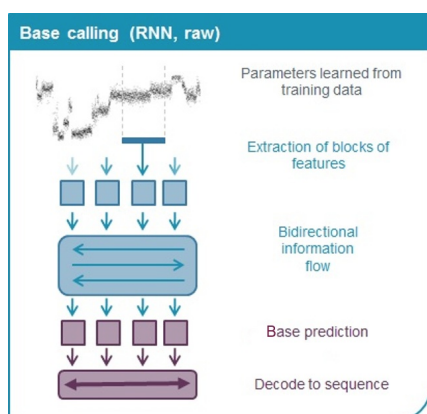 Base calling (RNN, raw)
Parameters learned from
training data
Extraction of blocks of
features
Bidirectional
information
flow
Base prediction
Decode to sequence